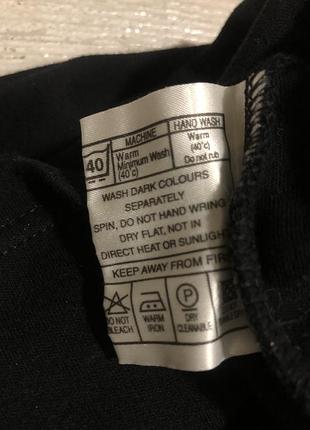 MACHINE HAND WASH
40 Warm Minimum Wash (40°c) Warm (40°c) Do not rub
WASH DARK COLOURS
SEPARATELY
SPIN, DO NOT HAND WRING
DRY FLAT, NOT IN
DIRECT HEAT OR SUNLIGH
KEEP AWAY FROM FIR
P
DO NOT BLEACH WARM IRON DRY CLEANABLE